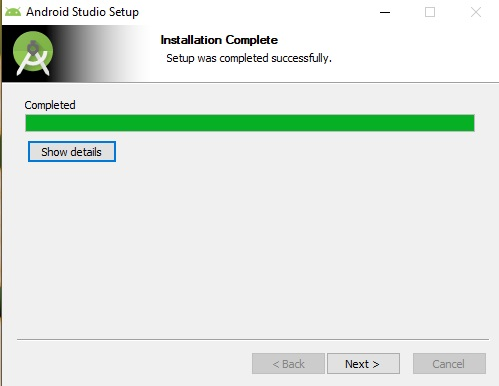 Android Studio Setup
Installation Complete
Setup was completed successfully.
Completed
Show details
< Back
Next >
Cancel